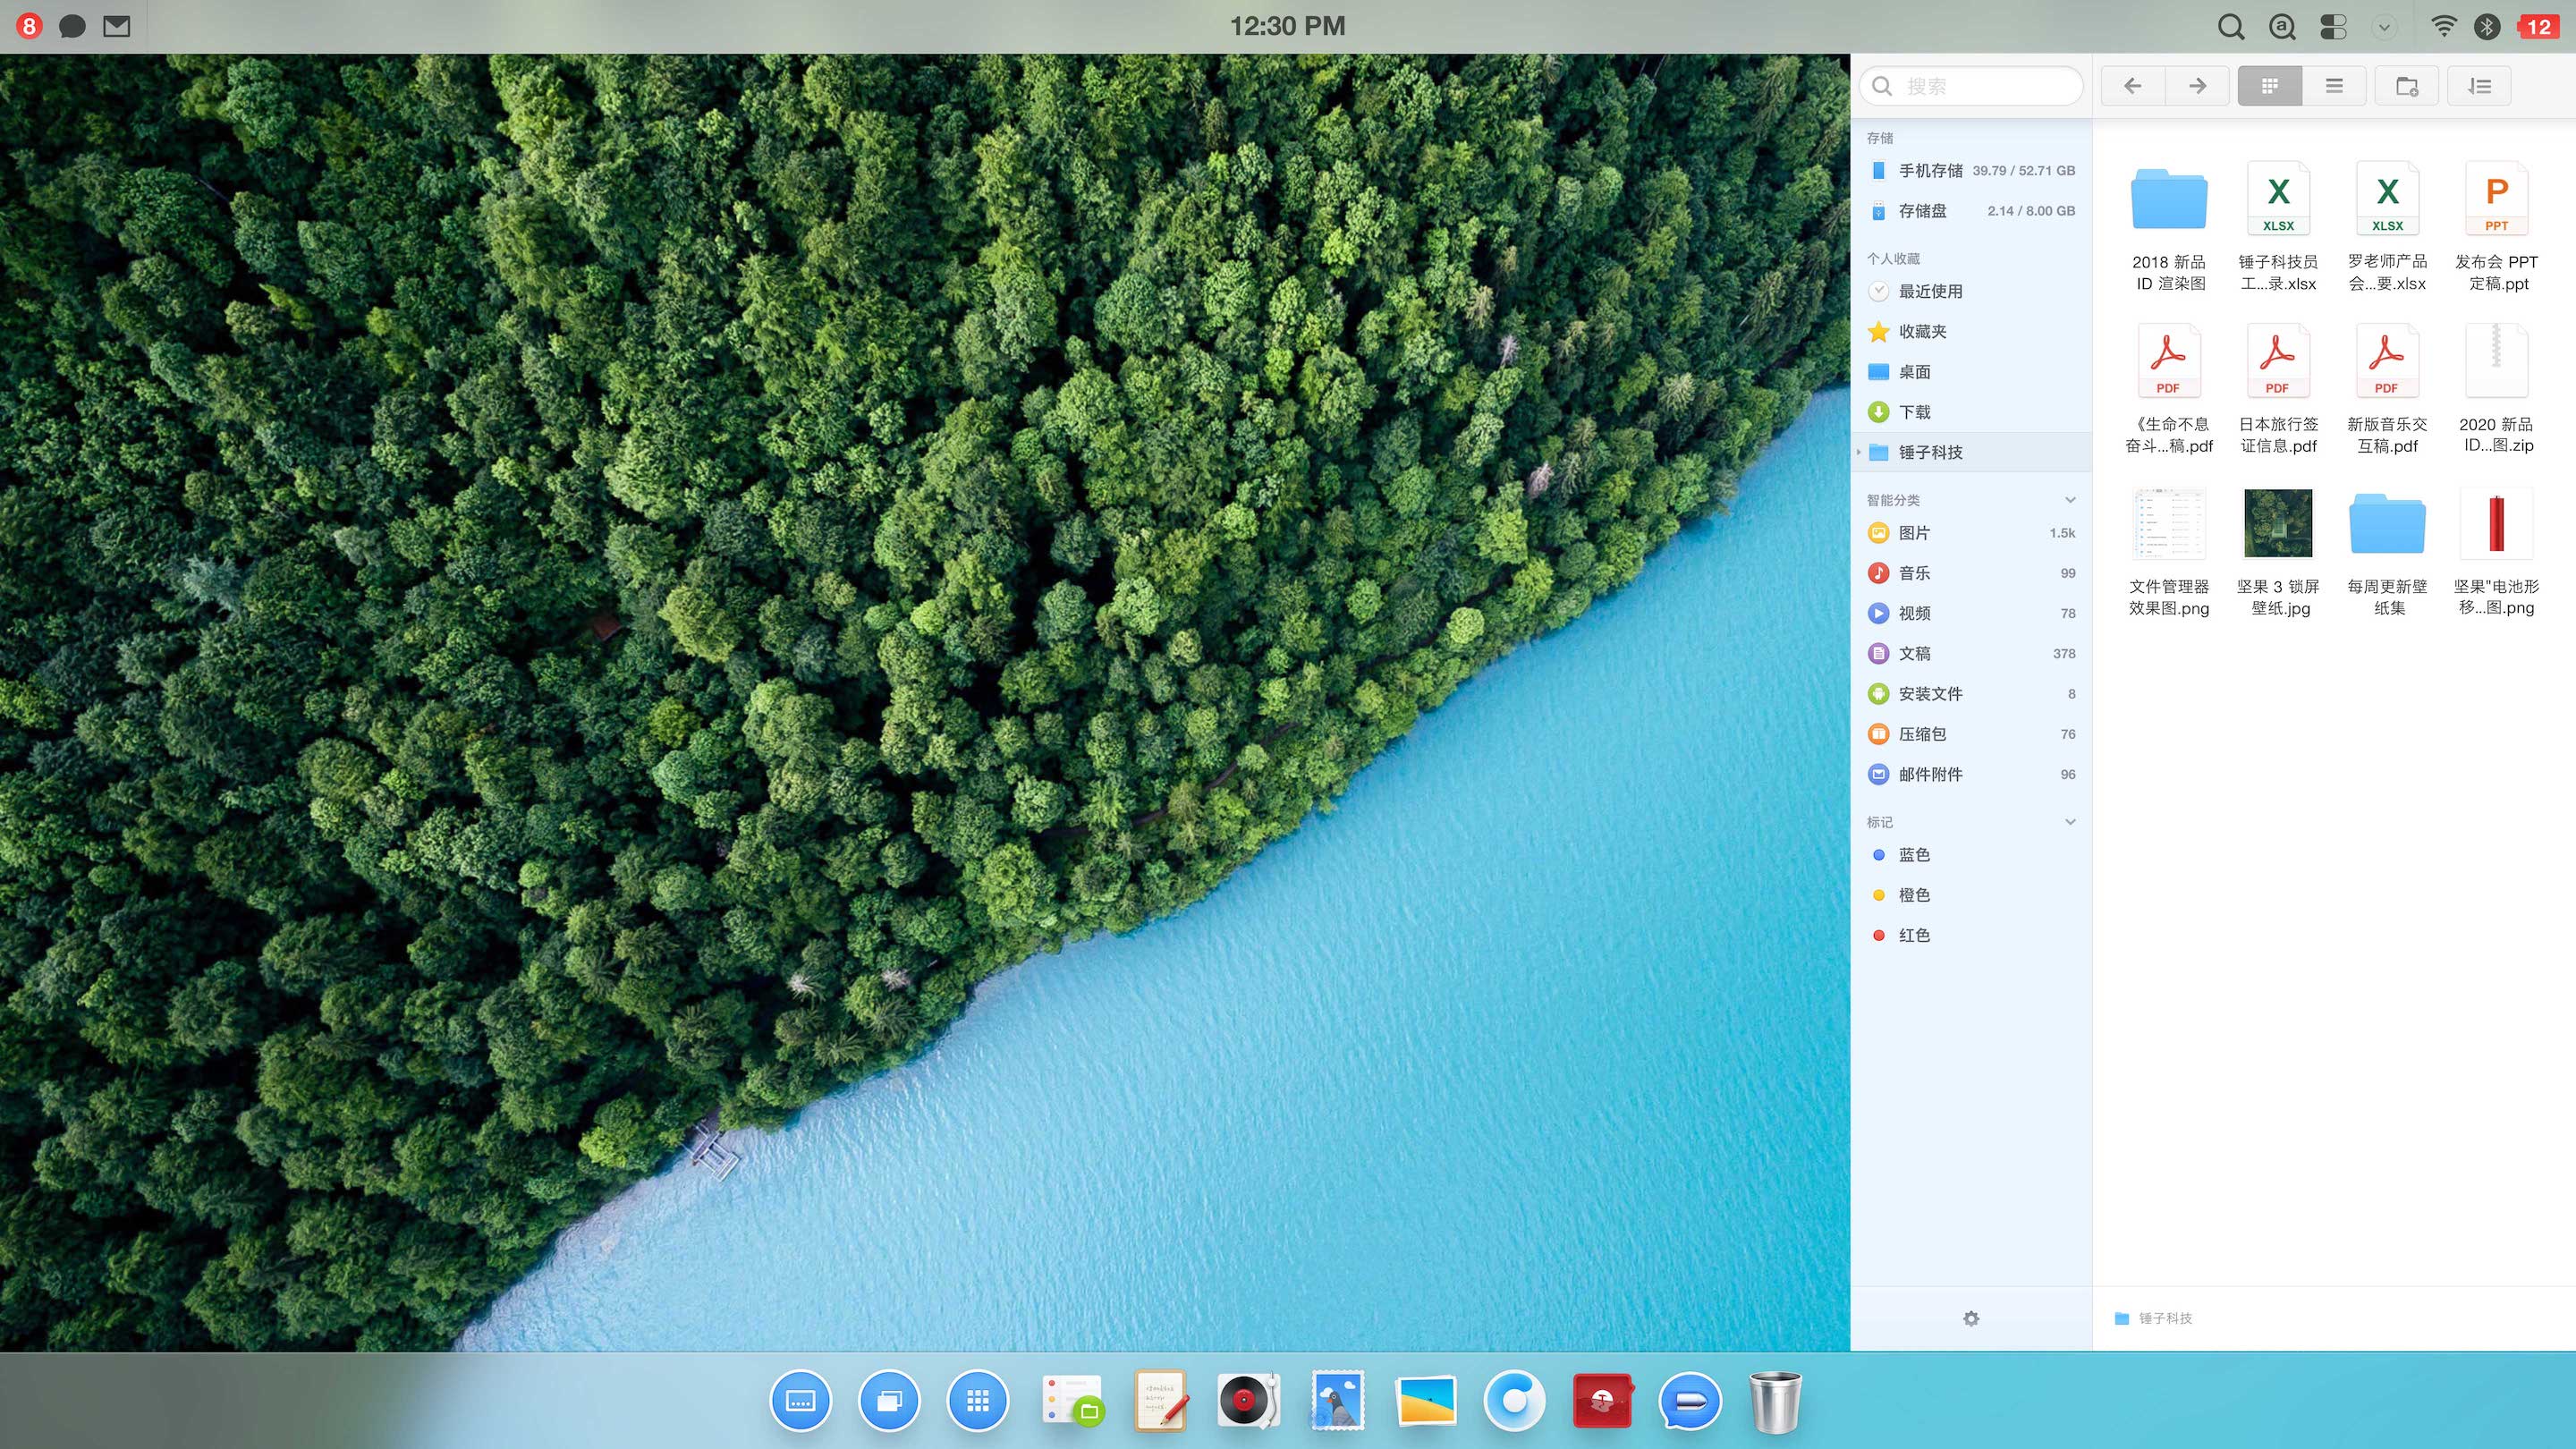 8
12:30 PM
12
搜索
存储
手机存储 39.79 / 52.71 GB
存储盘 2.14 / 8.00 GB
个人收藏
最近使用
收藏夹
桌面
下载
锤子科技
智能分类
图片 1.5k
音乐 99
视频 78
文稿 378
安装文件 8
压缩包 76
邮件附件 96
标记
蓝色
橙色
红色
X X P
XLSX XLSX PPT
2018 新品 锤子科技员 罗老师产品 发布会 PPT
ID 渲染图 工...录.xlsx 会...要.xlsx 定稿.ppt
PDF PDF PDF
《生命不息 日本旅行签 新版音乐交 2020 新品
奋斗...稿.pdf 证信息.pdf 互稿.pdf ID...图.zip
文件管理器 坚果 3 锁屏 每周更新壁 坚果"电池形
效果图.png 壁纸.jpg 纸集 移...图.png
锤子科技